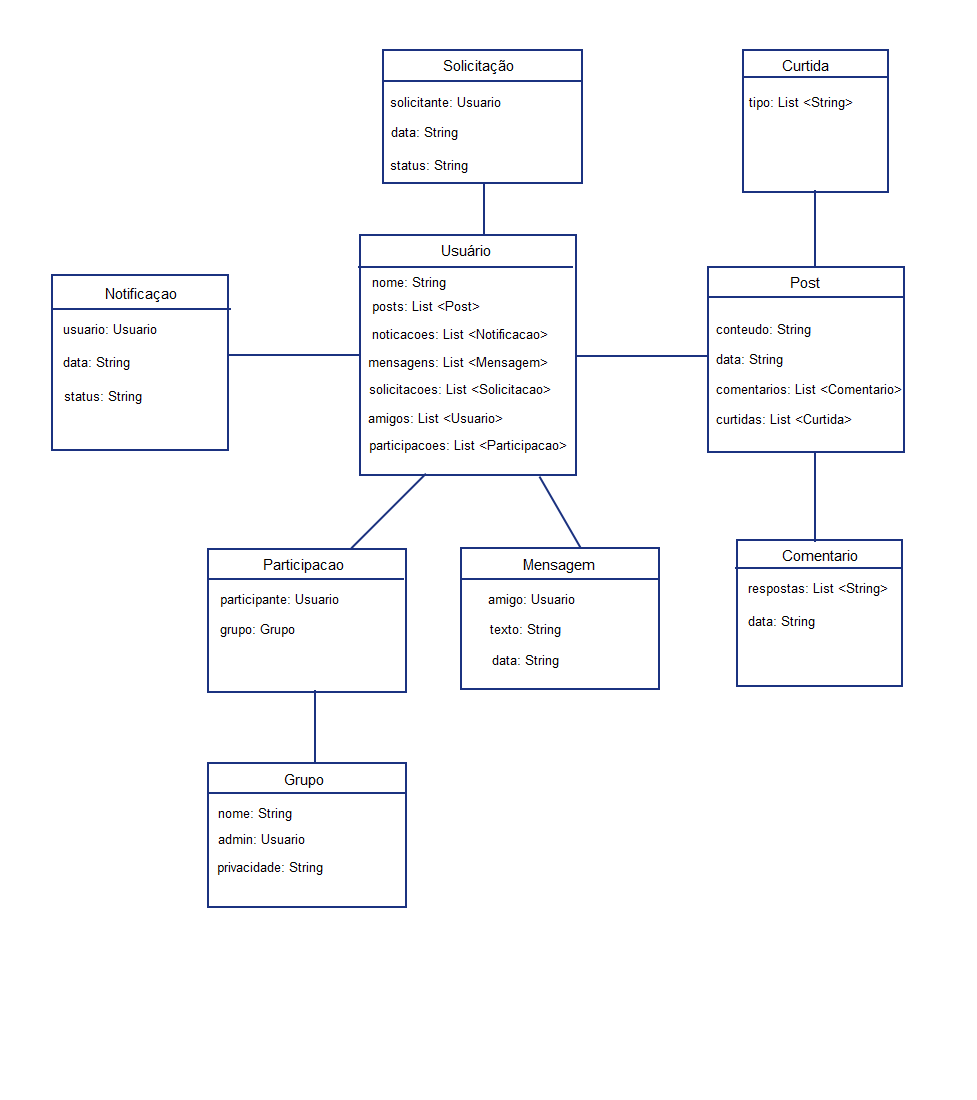 Solicitação
solicitante: Usuario
data: String
status: String
Curtida
tipo: List <String>
Usuário
nome: String
posts: List <Post>
noticacoes: List <Notificacao>
mensagens: List <Mensagem>
solicitacoes: List <Solicitacao>
amigos: List <Usuario>
participacoes: List <Participacao>
Notificaçao
usuario: Usuario
data: String
status: String
Post
conteudo: String
data: String
comentarios: List <Comentario>
curtidas: List <Curtida>
Participacao
participante: Usuario
grupo: Grupo
Mensagem
amigo: Usuario
texto: String
data: String
Comentario
respostas: List <String>
data: String
Grupo
nome: String
admin: Usuario
privacidade: String